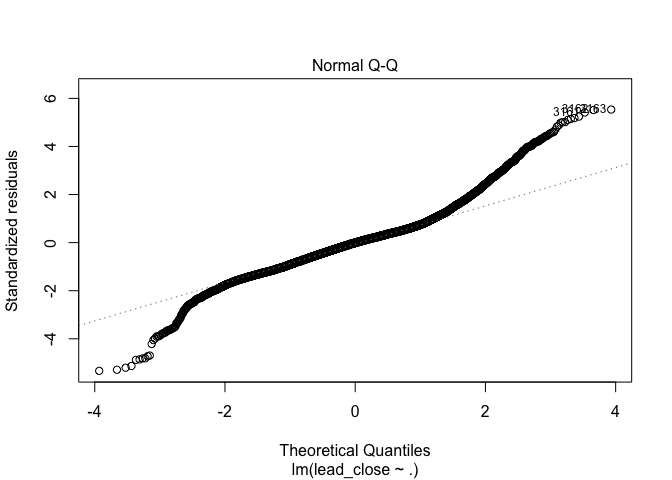 Normal Q-Q
Standardized residuals
6
4
2
0
-2
-4
-4
-2
0
2
4
Theoretical Quantiles
lm(lead_close ~ .)